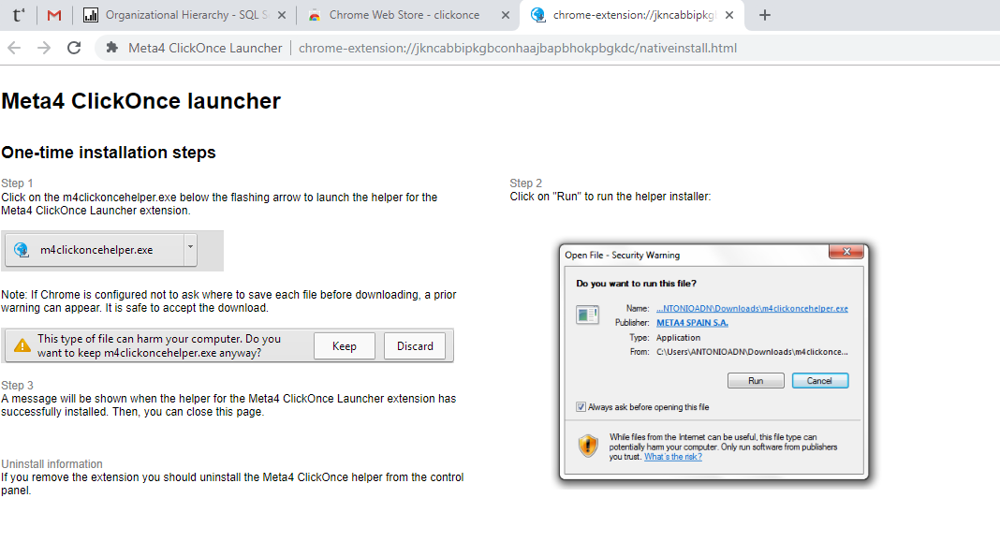 t⁴
Organizational Hierarchy - SQL S
Chrome Web Store - clickonce
chrome-extension://jkncabbipkgb
Meta4 ClickOnce Launcher
chrome-extension://jkncabbipkgbconhaajbapbhokpbgkdc/nativeinstall.html
Meta4 ClickOnce launcher
One-time installation steps
Step 1
Click on the m4clickoncehelper.exe below the flashing arrow to launch the helper for the
Meta4 ClickOnce Launcher extension.
m4clickoncehelper.exe
Note: If Chrome is configured not to ask where to save each file before downloading, a prior
warning can appear. It is safe to accept the download.
This type of file can harm your computer. Do you
want to keep m4clickoncehelper.exe anyway?
Keep
Discard
Step 3
A message will be shown when the helper for the Meta4 ClickOnce Launcher extension has
successfully installed. Then, you can close this page.
Uninstall information
If you remove the extension you should uninstall the Meta4 ClickOnce helper from the control
panel.
Step 2
Click on "Run" to run the helper installer:
Open File - Security Warning
Do you want to run this file?
Name: ...NTONIOADN\Downloads\m4clickoncehelper.exe
Publisher: META4 SPAIN S.A.
Type: Application
From: C:\Users\ANTONIOADN\Downloads\m4clickonce...
Run
Cancel
Always ask before opening this file
While files from the Internet can be useful, this file type can
potentially harm your computer. Only run software from publishers
you trust. What's the risk?